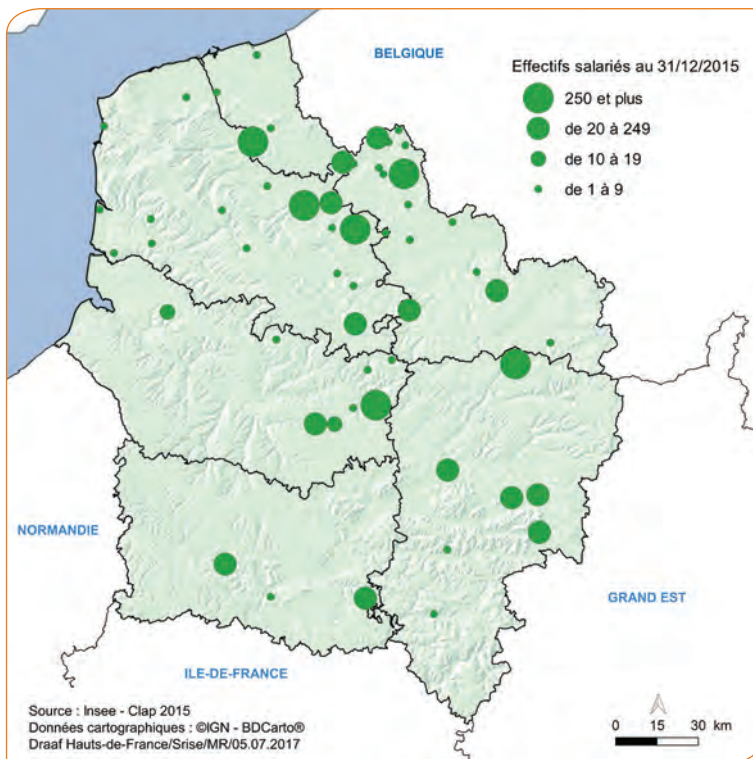 BELGIQUE
Effectifs salariés au 31/12/2015
250 et plus
de 20 à 249
de 10 à 19
de 1 à 9
NORMANDIE
GRAND EST
ILE-DE-FRANCE
Source : Insee - Clap 2015
Données cartographiques : ©IGN - BDCarto®
Draaf Hauts-de-France/Srise/MR/05.07.2017
0 15 30 km